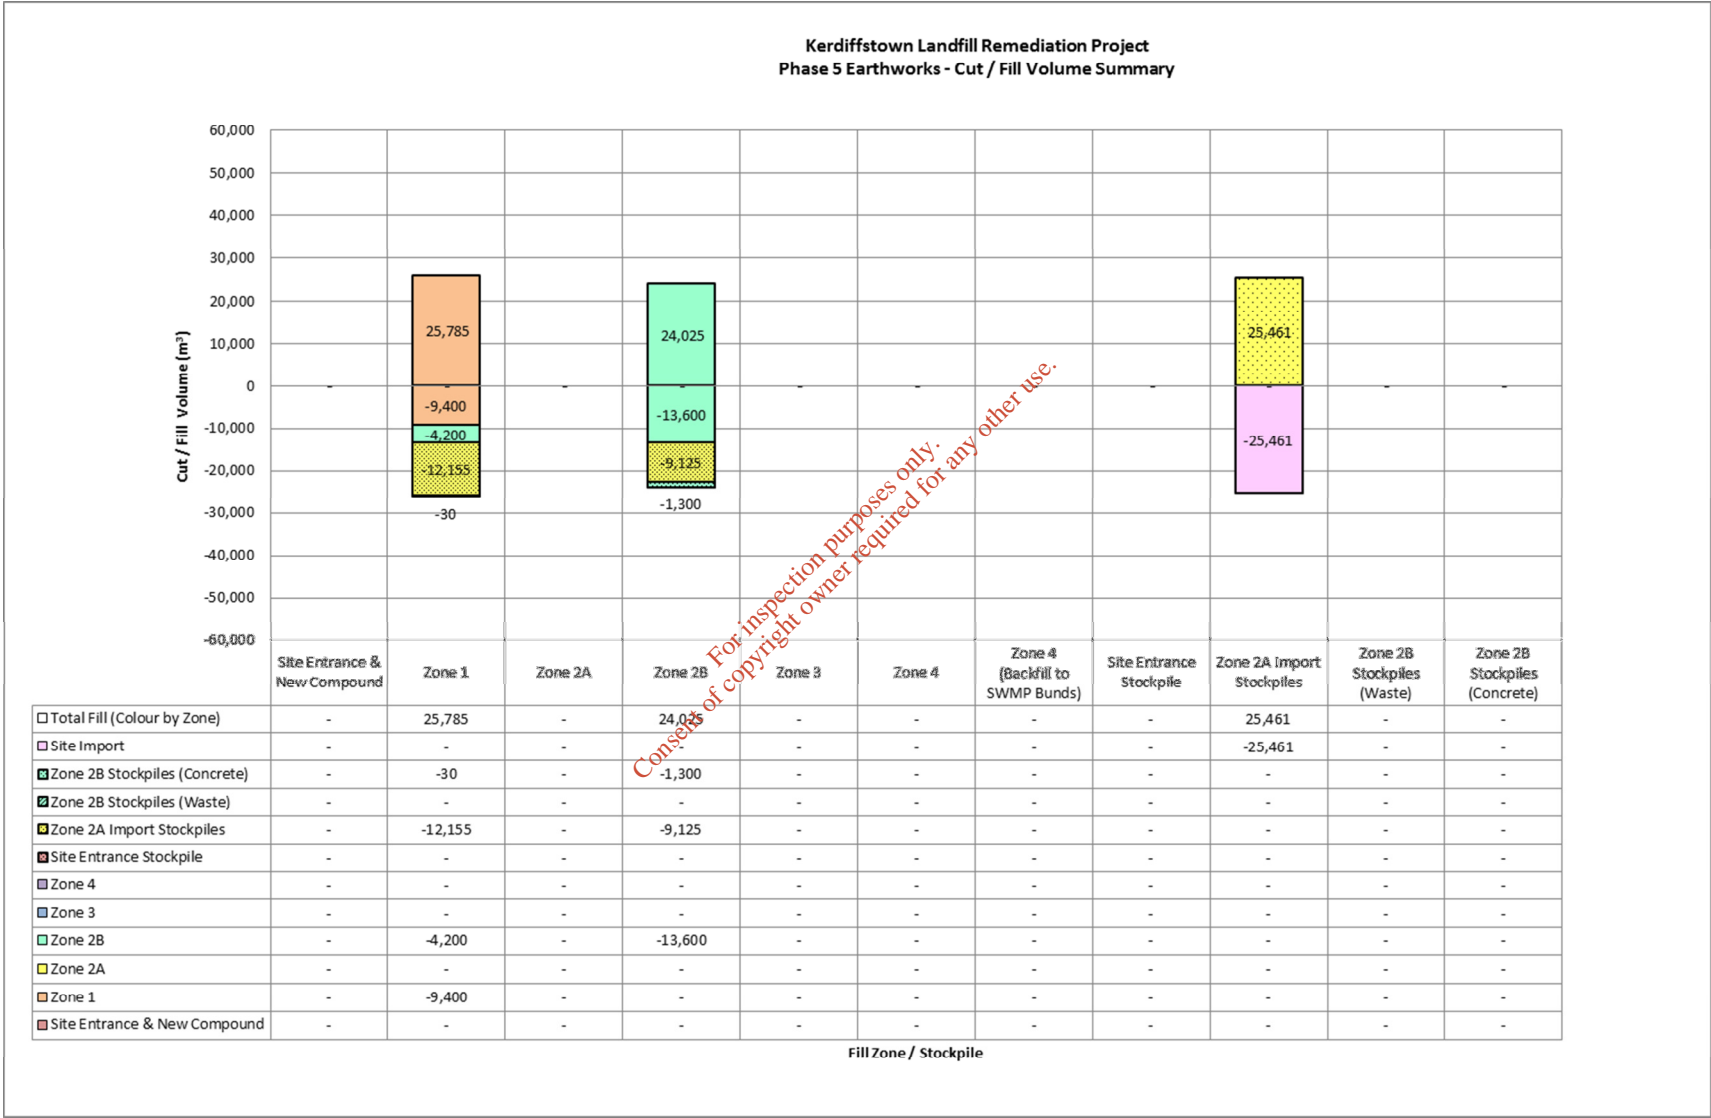 Kerdiffstown Landfill Remediation Project
Phase 5 Earthworks - Cut / Fill Volume Summary
Cut / Fill Volume (m³)
60,000
50,000
40,000
30,000
20,000
10,000
0
-10,000
-20,000
-30,000
-40,000
-50,000
-60,000
25,785
-
-9,400
-4,200
-12,155
-30
24,025
-
-13,600
-9,125
-1,300
25,461
-
-25,461
- - - - - - - -
For inspection purposes only.
Consent of copyright owner required for any other use.
Site Entrance & New Compound Zone 1 Zone 2A Zone 2B Zone 3 Zone 4 Zone 4 (Backfill to SWMP Bunds) Site Entrance Stockpile Zone 2A Import Stockpiles Zone 2B Stockpiles (Waste) Zone 2B Stockpiles (Concrete)
Total Fill (Colour by Zone) - 25,785 - 24,025 - - - - 25,461 - -
Site Import - - - - - - - - -25,461 - -
Zone 2B Stockpiles (Concrete) - -30 - -1,300 - - - - - - -
Zone 2B Stockpiles (Waste) - - - - - - - - - - -
Zone 2A Import Stockpiles - -12,155 - -9,125 - - - - - - -
Site Entrance Stockpile - - - - - - - - - - -
Zone 4 - - - - - - - - - - -
Zone 3 - - - - - - - - - - -
Zone 2B - -4,200 - -13,600 - - - - - - -
Zone 2A - - - - - - - - - - -
Zone 1 - -9,400 - - - - - - - - -
Site Entrance & New Compound - - - - - - - - - - -
Fill Zone / Stockpile